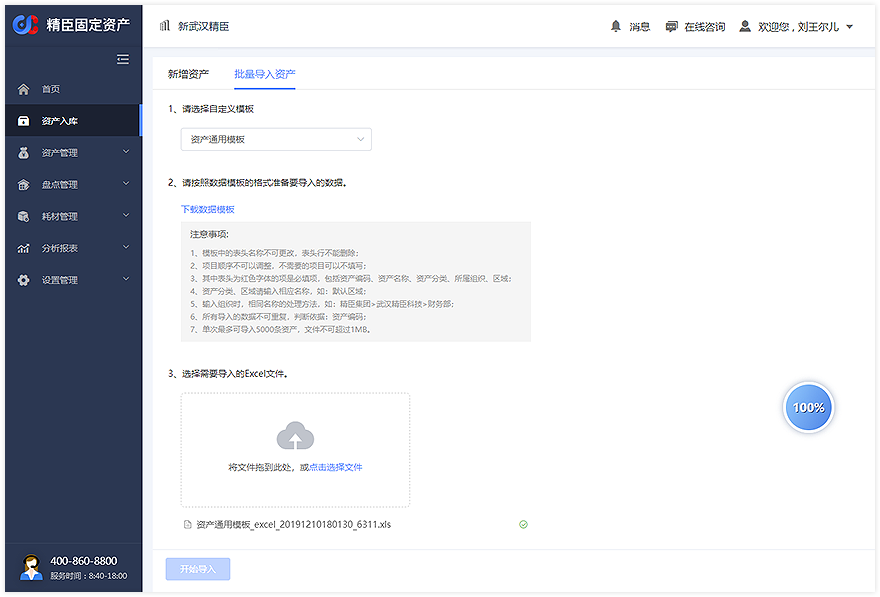 精臣固定资产
新武汉精臣
消息
在线咨询
欢迎您，刘王尔儿
首页
资产入库
资产管理
盘点管理
耗材管理
分析报表
设置管理
400-860-8800
服务时间：8:40-18:00
新增资产
批量导入资产
1、请选择自定义模板
资产通用模板
2、请按照数据模板的格式准备要导入的数据。
下载数据模板
注意事项:
1、模板中的表头名称不可更改，表头行不能删除;
2、项目顺序不可以调整，不需要的项目可以不填写;
3、其中表头为红色字体的项是必填项，包括资产编码、资产名称、资产分类、所属组织、区域;
4、资产分类、区域请输入相应名称，如：默认区域;
5、输入组织时，相同名称的处理方法，如：精臣集团>武汉精臣科技>财务部;
6、所有导入的数据不可重复，判断依据：资产编码;
7、单次最多可导入5000条资产，文件不可超过1MB。
3、选择需要导入的Excel文件。
将文件拖到此处，或点击选择文件
资产通用模板_excel_20191210180130_6311.xls
100%
开始导入